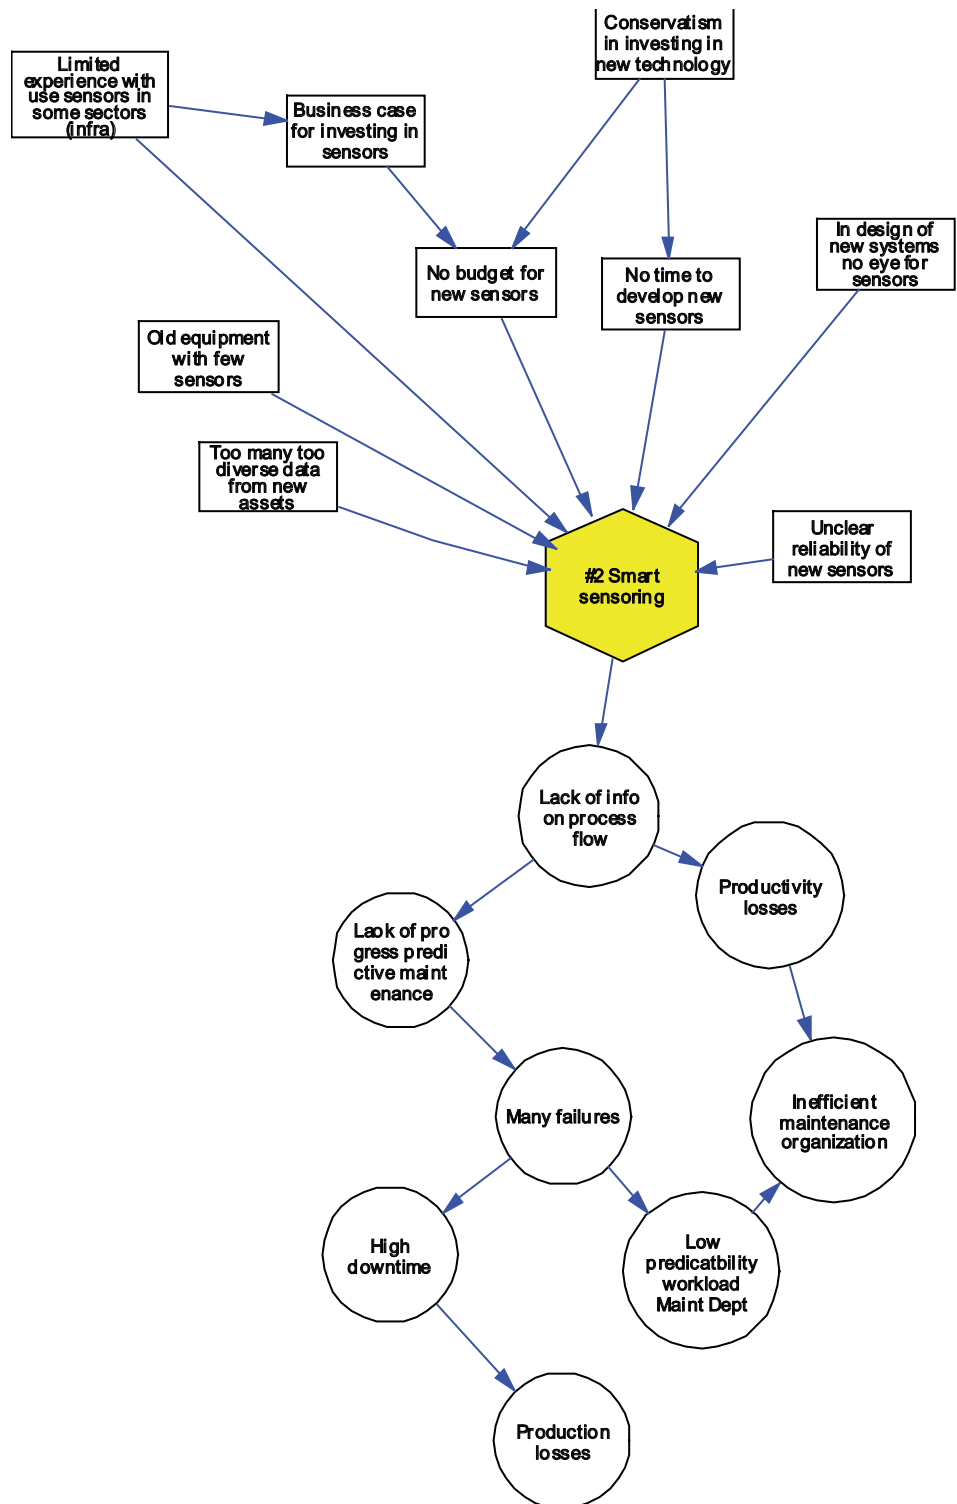 Conservatism
in investing in
new technology
Limited
experience with
use sensors in
some sectors
(infra)
Business case
for investing in
sensors
In design of
new systems
no eye for
sensors
No budget for
new sensors
No time to
develop new
sensors
Old equipment
with few
sensors
Too many too
diverse data
from new
assets
Unclear
reliability of
new sensors
#2 Smart
sensoring
Lack of info
on process
flow
Productivity
losses
Lack of pro
gress predi
ctive maint
enance
Many failures
Inefficient
maintenance
organization
High
downtime
Low
predicatbility
workload
Maint Dept
Production
losses